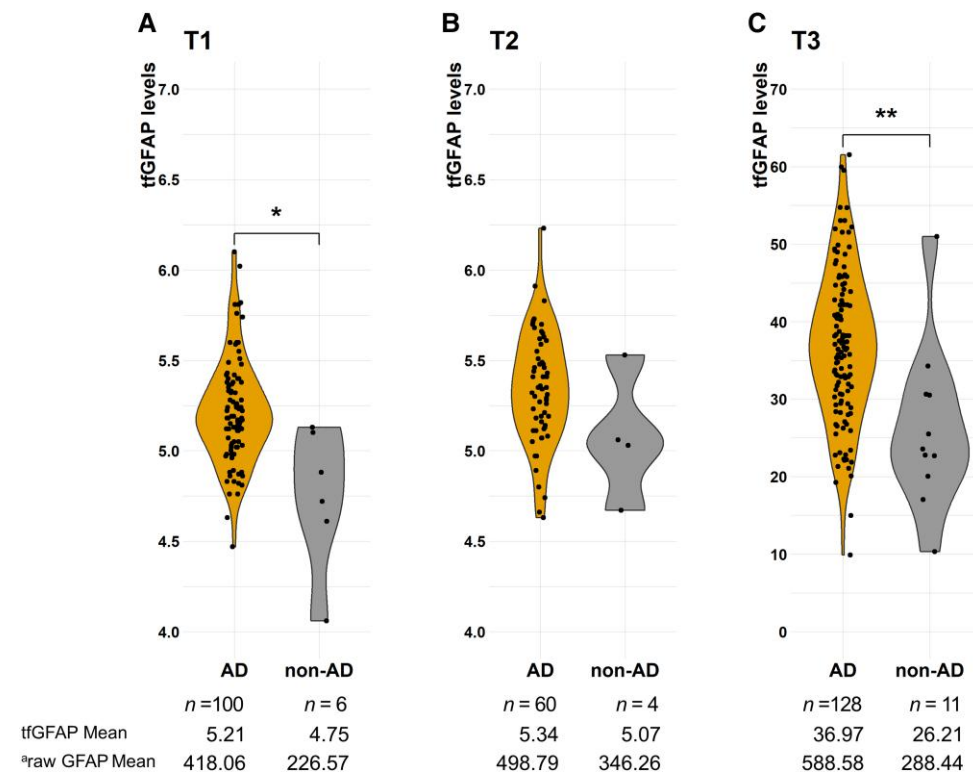 A
T1
tfGFAP levels
7.0
6.5
6.0
5.5
5.0
4.5
4.0
*
AD non-AD
B
T2
tfGFAP levels
7.0
6.5
6.0
5.5
5.0
4.5
4.0
AD non-AD
C
T3
tfGFAP levels
70
60
50
40
30
20
10
0
**
AD non-AD
n=100 n=6 n=60 n=4 n=128 n=11
tfGFAP Mean 5.21 4.75 5.34 5.07 36.97 26.21
ᵃraw GFAP Mean 418.06 226.57 498.79 346.26 588.58 288.44